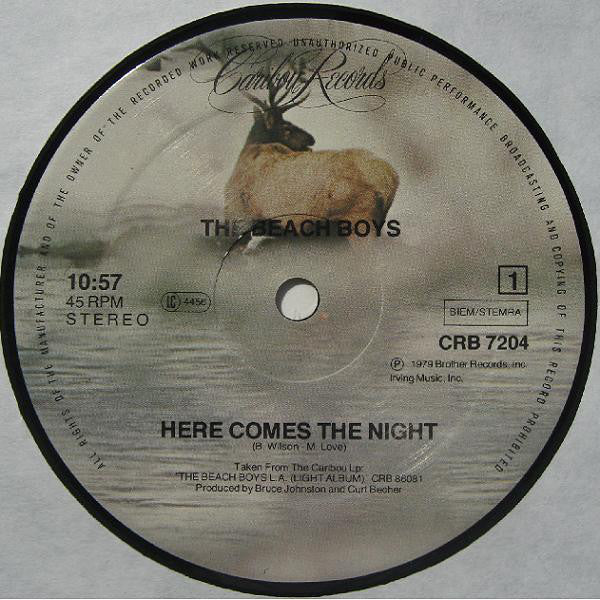 ALL RIGHTS OF THE MANUFACTURER AND OF THE OWNER OF THE RECORDED WORK RESERVED UNAUTHORIZED PUBLIC PERFORMANCE BROADCASTING AND COPYING OF THIS RECORD PROHIBITED
Caribou Records
THE BEACH BOYS
10:57
45 RPM
STEREO
LC 4456
1
BIEM/STEMRA
CRB 7204
Ⓟ 1979 Brother Records, Inc.
Irving Music, Inc.
HERE COMES THE NIGHT
(B. Wilson - M. Love)
Taken From The Caribou Lp:
"THE BEACH BOYS L.A. (LIGHT ALBUM)" CRB 86081
Produced by Bruce Johnston and Curt Becher